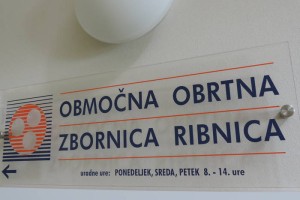 OBMOČNA OBRTNA
ZBORNICA RIBNICA
uradne ure: PONEDELJEK, SREDA, PETEK 8. - 14. ure